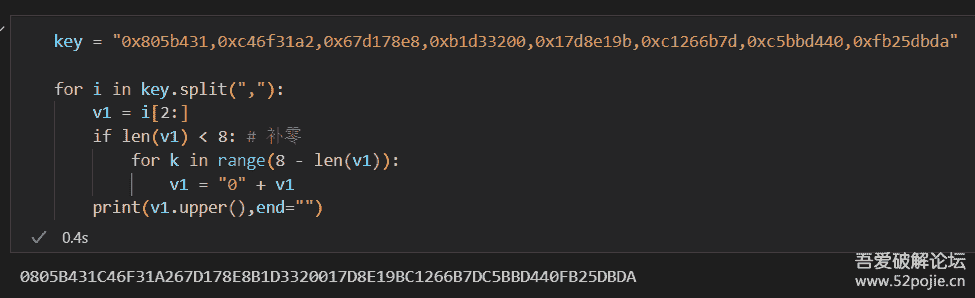 key = "0x805b431,0xc46f31a2,0x67d178e8,0xb1d33200,0x17d8e19b,0xc1266b7d,0xc5bbd440,0xfb25dbda"
for i in key.split(","):
v1 = i[2:]
if len(v1) < 8: # 补零
for k in range(8 - len(v1)):
v1 = "0" + v1
print(v1.upper(),end="")
0.4s
0805B431C46F31A267D178E8B1D3320017D8E19BC1266B7DC5BBD440FB25DBDA
吾爱破解论坛
www.52pojie.cn